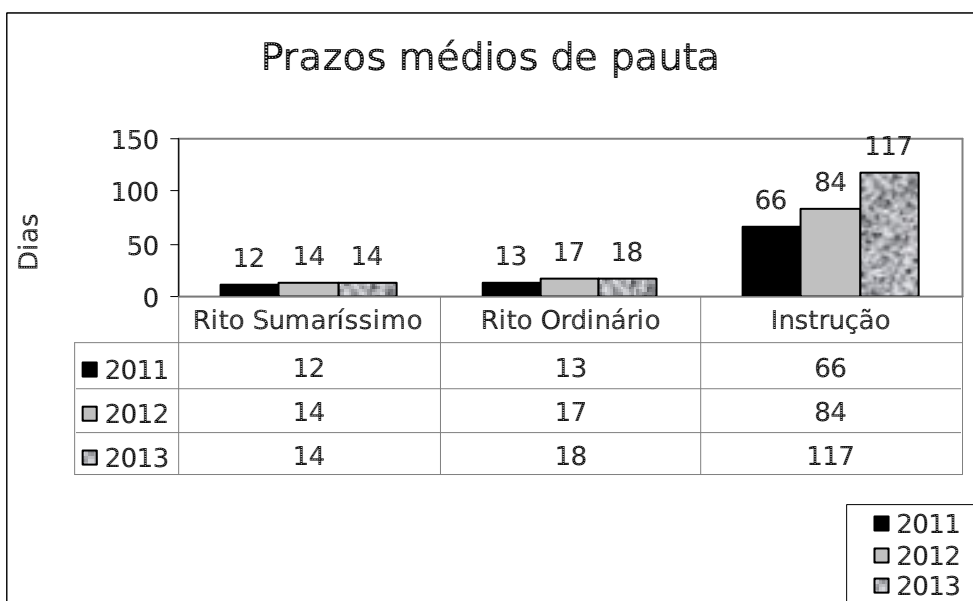 Prazos médios de pauta
Dias
150
100
50
0
12 14 14
13 17 18
66 84 117
Rito Sumaríssimo Rito Ordinário Instrução
2011 12 13 66
2012 14 17 84
2013 14 18 117
2011
2012
2013